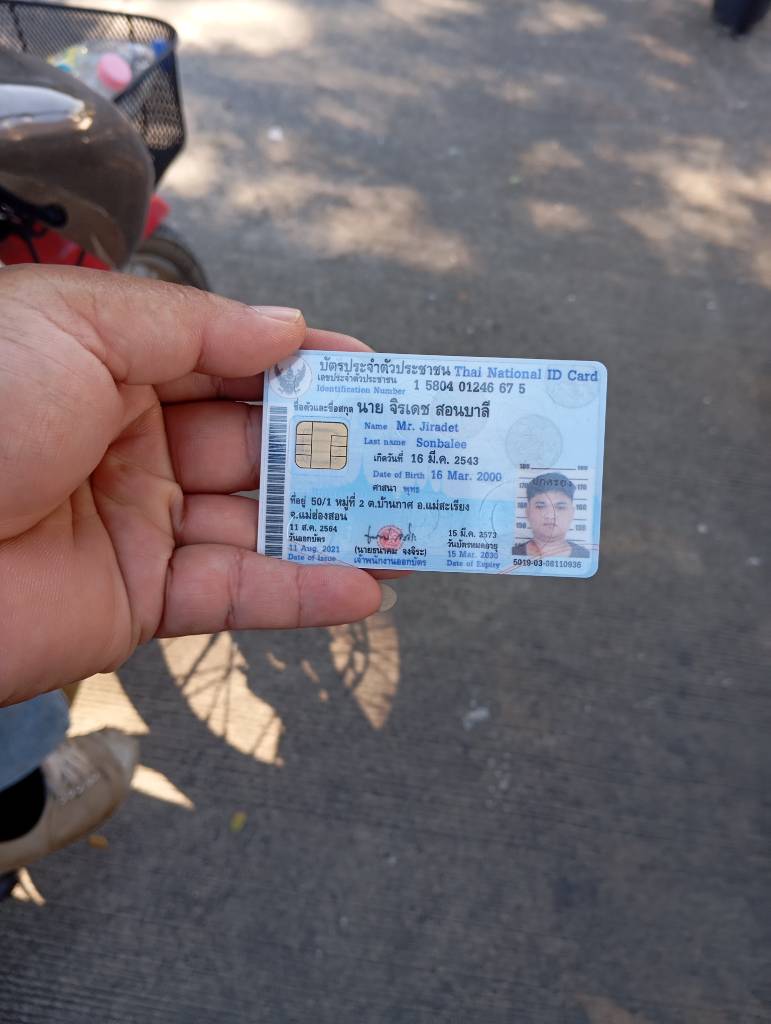 บัตรประจำตัวประชาชน Thai National ID Card
เลขประจำตัวประชาชน
Identification Number 1 5804 01246 67 5
ชื่อตัวและชื่อสกุล นาย จิรเดช สอนบาลี
Name Mr. Jiradet
Last name Sonbalee
เกิดวันที่ 16 มี.ค. 2543
Date of Birth 16 Mar. 2000
ศาสนา พุทธ
ที่อยู่ 50/1 หมู่ที่ 2 ต.บ้านกาศ อ.แม่สะเรียง
จ.แม่ฮ่องสอน
11 ส.ค. 2564
วันออกบัตร
11 Aug. 2021
Date of Issue
(นายธนาคม จงจิระ)
เจ้าพนักงานออกบัตร
15 มี.ค. 2573
วันบัตรหมดอายุ
15 Mar. 2030
Date of Expiry
180 180
170 170
160 160
150 150
5019-03-08110936